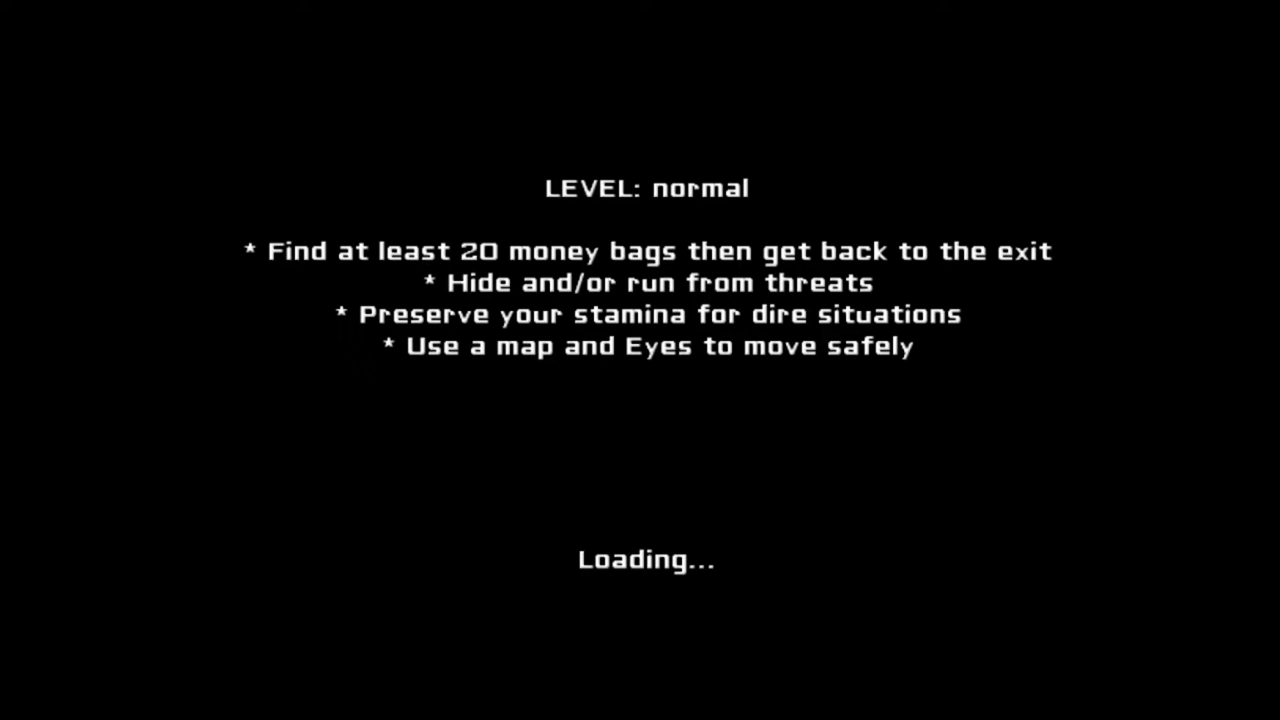 LEVEL: normal
* Find at least 20 money bags then get back to the exit
* Hide and/or run from threats
* Preserve your stamina for dire situations
* Use a map and Eyes to move safely
Loading...